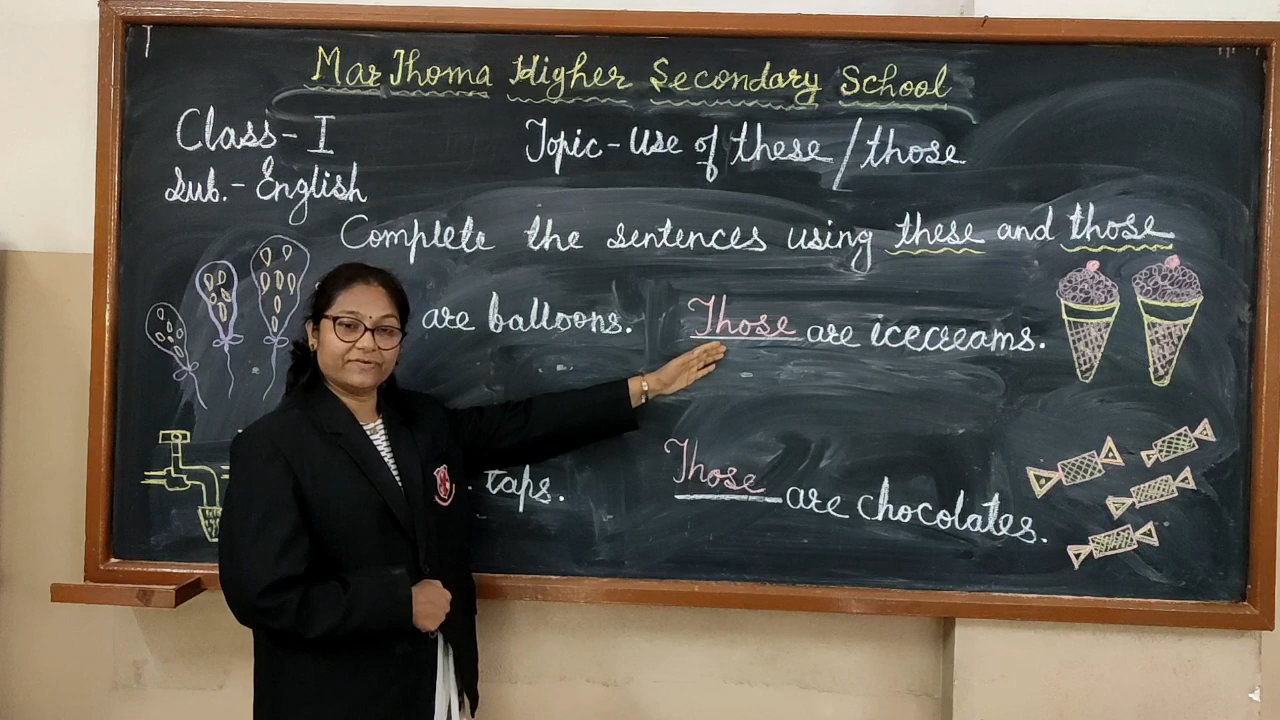 Mar Thoma Higher Secondary School
Class - I
Topic - Use of these / those
Sub. - English
Complete the sentences using these and those
are balloons. Those are icecreams.
taps. Those are chocolates.